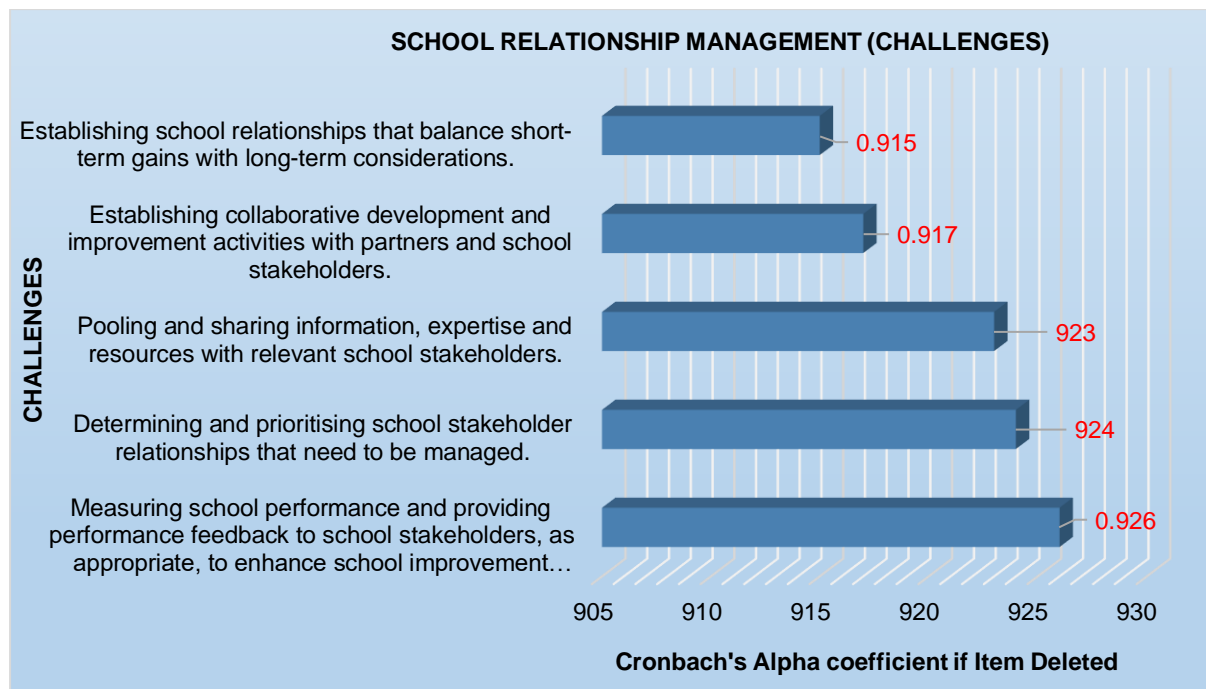 SCHOOL RELATIONSHIP MANAGEMENT (CHALLENGES)
CHALLENGES
Establishing school relationships that balance short-
term gains with long-term considerations.
0.915
Establishing collaborative development and
improvement activities with partners and school
stakeholders.
0.917
Pooling and sharing information, expertise and
resources with relevant school stakeholders.
923
Determining and prioritising school stakeholder
relationships that need to be managed.
924
Measuring school performance and providing
performance feedback to school stakeholders, as
appropriate, to enhance school improvement…
0.926
905 910 915 920 925 930
Cronbach's Alpha coefficient if Item Deleted